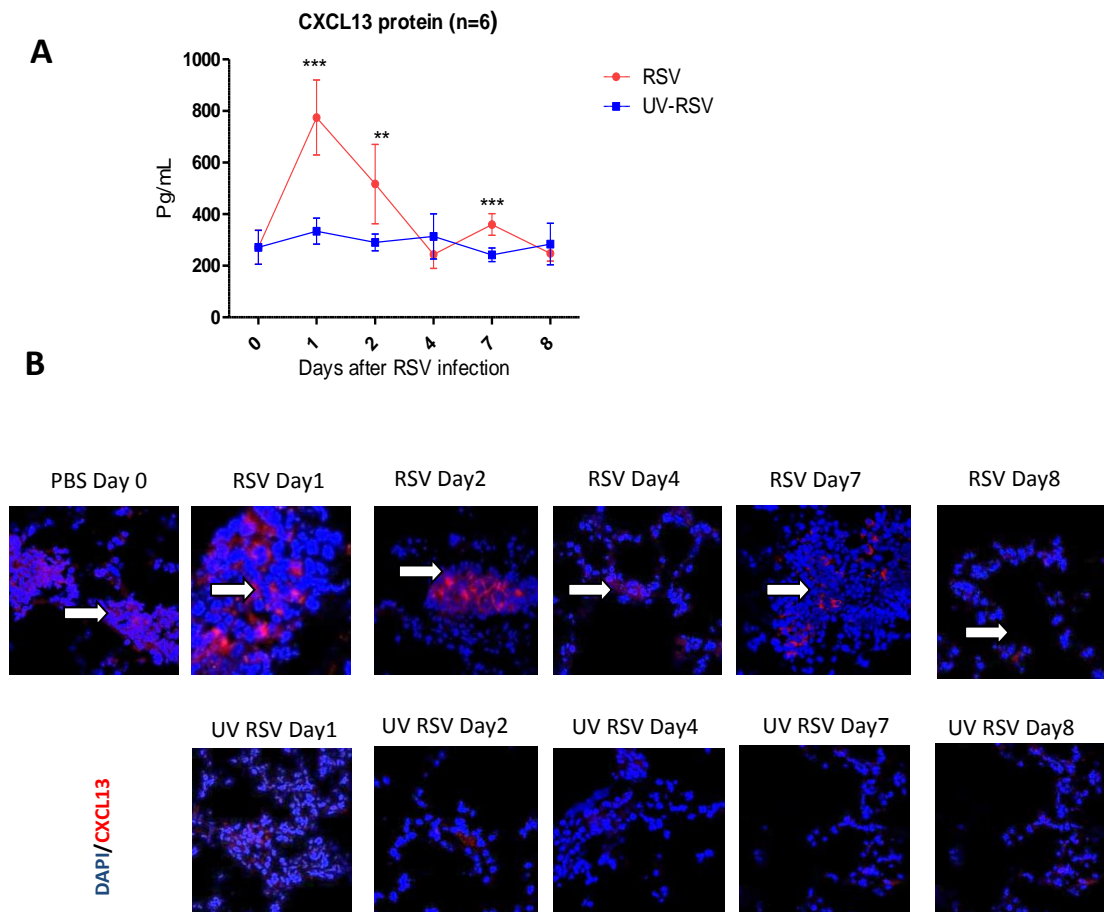 CXCL13 protein (n=6)
A
1000
800
600
400
200
0
Pg/mL
***
**
***
RSV
UV-RSV
0 1 2 4 7 8
Days after RSV infection
B
PBS Day 0 RSV Day1 RSV Day2 RSV Day4 RSV Day7 RSV Day8
UV RSV Day1 UV RSV Day2 UV RSV Day4 UV RSV Day7 UV RSV Day8
DAPI/CXCL13